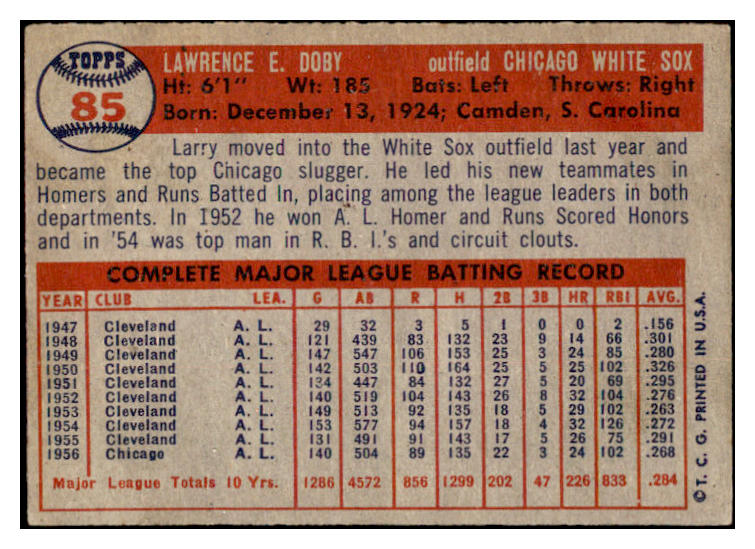 TOPPS
85
LAWRENCE E. DOBY outfield CHICAGO WHITE SOX
Ht: 6'1" Wt: 185 Bats: Left Throws: Right
Born: December 13, 1924; Camden, S. Carolina
Larry moved into the White Sox outfield last year and
became the top Chicago slugger. He led his new teammates in
Homers and Runs Batted In, placing among the league leaders in both
departments. In 1952 he won A. L. Homer and Runs Scored Honors
and in '54 was top man in R. B. I.'s and circuit clouts.
COMPLETE MAJOR LEAGUE BATTING RECORD
YEAR CLUB LEA. G AB R H 2B 3B HR RBI AVG.
1947 Cleveland A. L. 29 32 3 5 1 0 0 2 .156
1948 Cleveland A. L. 121 439 83 132 23 9 14 66 .301
1949 Cleveland A. L. 147 547 106 153 25 3 24 85 .280
1950 Cleveland A. L. 142 503 110 164 25 5 25 102 .326
1951 Cleveland A. L. 134 447 84 132 27 5 20 69 .295
1952 Cleveland A. L. 140 519 104 143 26 8 32 104 .276
1953 Cleveland A. L. 149 513 92 135 18 5 29 102 .263
1954 Cleveland A. L. 153 577 94 157 18 4 32 126 .272
1955 Cleveland A. L. 131 491 91 143 17 5 26 75 .291
1956 Chicago A. L. 140 504 89 135 22 3 24 102 .268
Major League Totals 10 Yrs. 1286 4572 856 1299 202 47 226 833 .284
© T. C. G. PRINTED IN U.S.A.